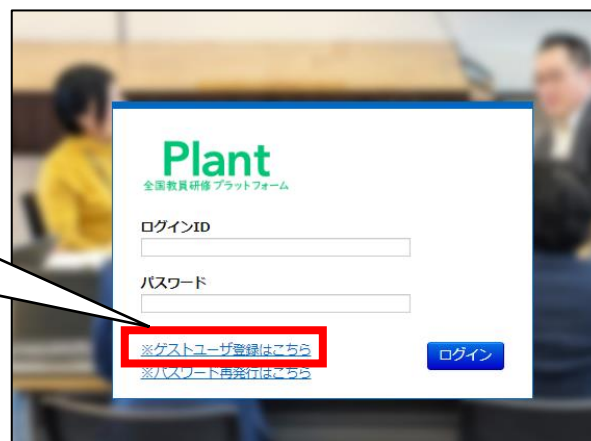 Plant
全国教員研修プラットフォーム
ログインID
パスワード
※ゲストユーザ登録はこちら
※パスワード再発行はこちら
ログイン